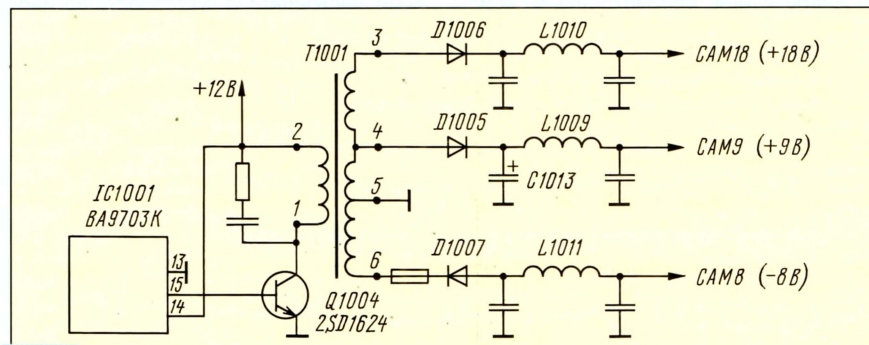 3
D1006
L1010
T1001
CAM18 (+18В)
+12В
2
4
D1005
L1009
CAM9 (+9В)
+
C1013
IC1001
BA9703K
5
1
13
15
14
6
D1007
L1011
CAM8 (-8В)
Q1004
2SD1624